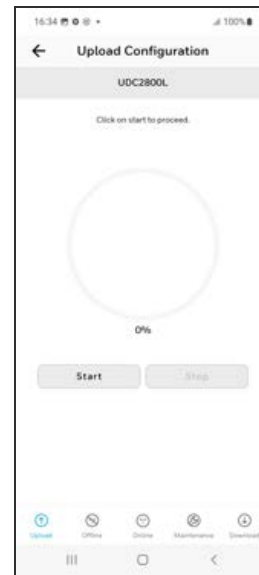 16:34 100%
Upload Configuration
UDC2800L
Click on start to proceed.
0%
Start Stop
Upload Offline Online Maintenance Download